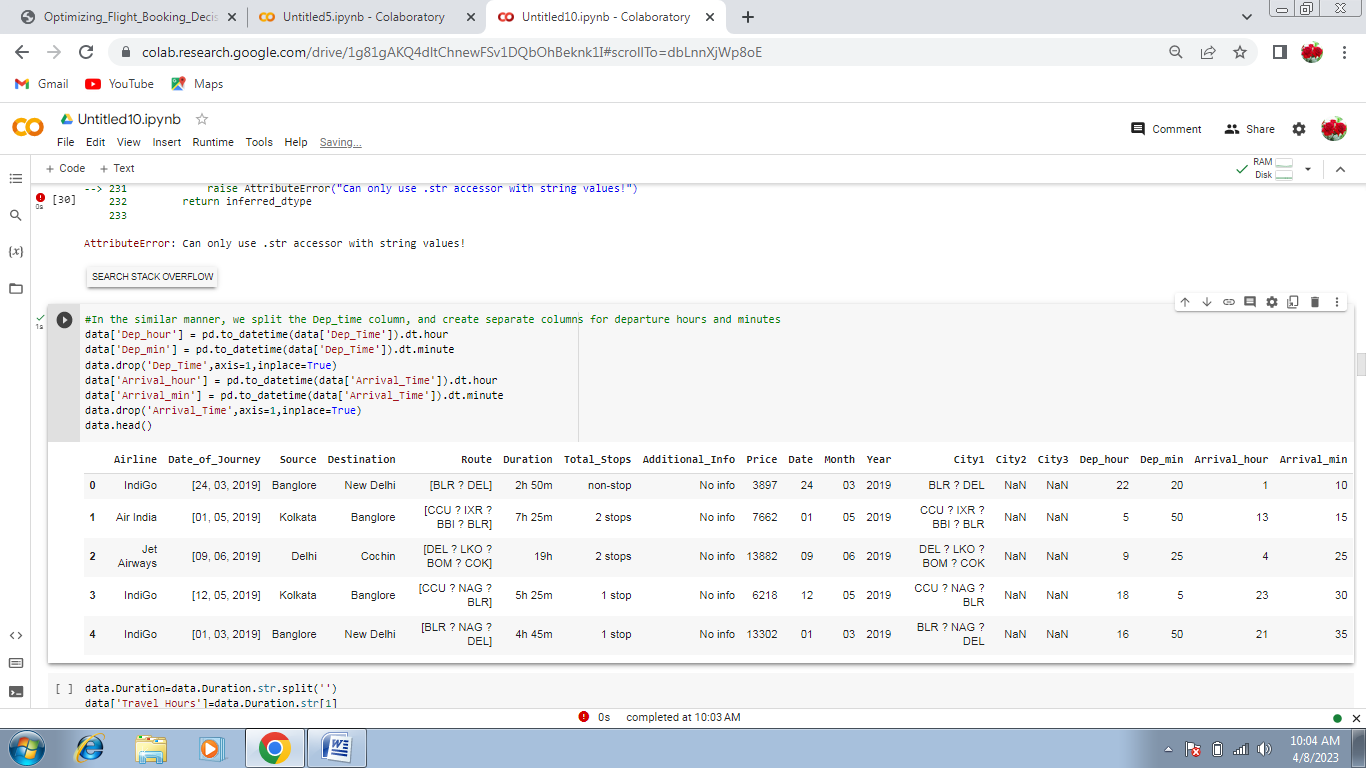 Optimizing_Flight_Booking_Decis
Untitled5.ipynb - Colaboratory
Untitled10.ipynb - Colaboratory
colab.research.google.com/drive/1g81gAKQ4dItChnewFSv1DQbOhBeknk1I#scrollTo=dbLnnXjWp8oE
Gmail YouTube Maps
Untitled10.ipynb
File Edit View Insert Runtime Tools Help Saving...
Comment Share
+ Code + Text
RAM
Disk
--> 231 raise AttributeError("Can only use .str accessor with string values!")
0s [30] 232 return inferred_dtype
233
AttributeError: Can only use .str accessor with string values!
SEARCH STACK OVERFLOW
1s
#In the similar manner, we split the Dep_time column, and create separate columns for departure hours and minutes
data['Dep_hour'] = pd.to_datetime(data['Dep_Time']).dt.hour
data['Dep_min'] = pd.to_datetime(data['Dep_Time']).dt.minute
data.drop('Dep_Time',axis=1,inplace=True)
data['Arrival_hour'] = pd.to_datetime(data['Arrival_Time']).dt.hour
data['Arrival_min'] = pd.to_datetime(data['Arrival_Time']).dt.minute
data.drop('Arrival_Time',axis=1,inplace=True)
data.head()
Airline Date_of_Journey Source Destination Route Duration Total_Stops Additional_Info Price Date Month Year City1 City2 City3 Dep_hour Dep_min Arrival_hour Arrival_min
0 IndiGo [24, 03, 2019] Banglore New Delhi [BLR ? DEL] 2h 50m non-stop No info 3897 24 03 2019 BLR ? DEL NaN NaN 22 20 1 10
1 Air India [01, 05, 2019] Kolkata Banglore [CCU ? IXR ? BBI ? BLR] 7h 25m 2 stops No info 7662 01 05 2019 CCU ? IXR ? BBI ? BLR NaN NaN 5 50 13 15
2 Jet Airways [09, 06, 2019] Delhi Cochin [DEL ? LKO ? BOM ? COK] 19h 2 stops No info 13882 09 06 2019 DEL ? LKO ? BOM ? COK NaN NaN 9 25 4 25
3 IndiGo [12, 05, 2019] Kolkata Banglore [CCU ? NAG ? BLR] 5h 25m 1 stop No info 6218 12 05 2019 CCU ? NAG ? BLR NaN NaN 18 5 23 30
4 IndiGo [01, 03, 2019] Banglore New Delhi [BLR ? NAG ? DEL] 4h 45m 1 stop No info 13302 01 03 2019 BLR ? NAG ? DEL NaN NaN 16 50 21 35
[ ] data.Duration=data.Duration.str.split('')
data['Travel Hours']=data.Duration.str[1]
0s completed at 10:03 AM
10:04 AM
4/8/2023